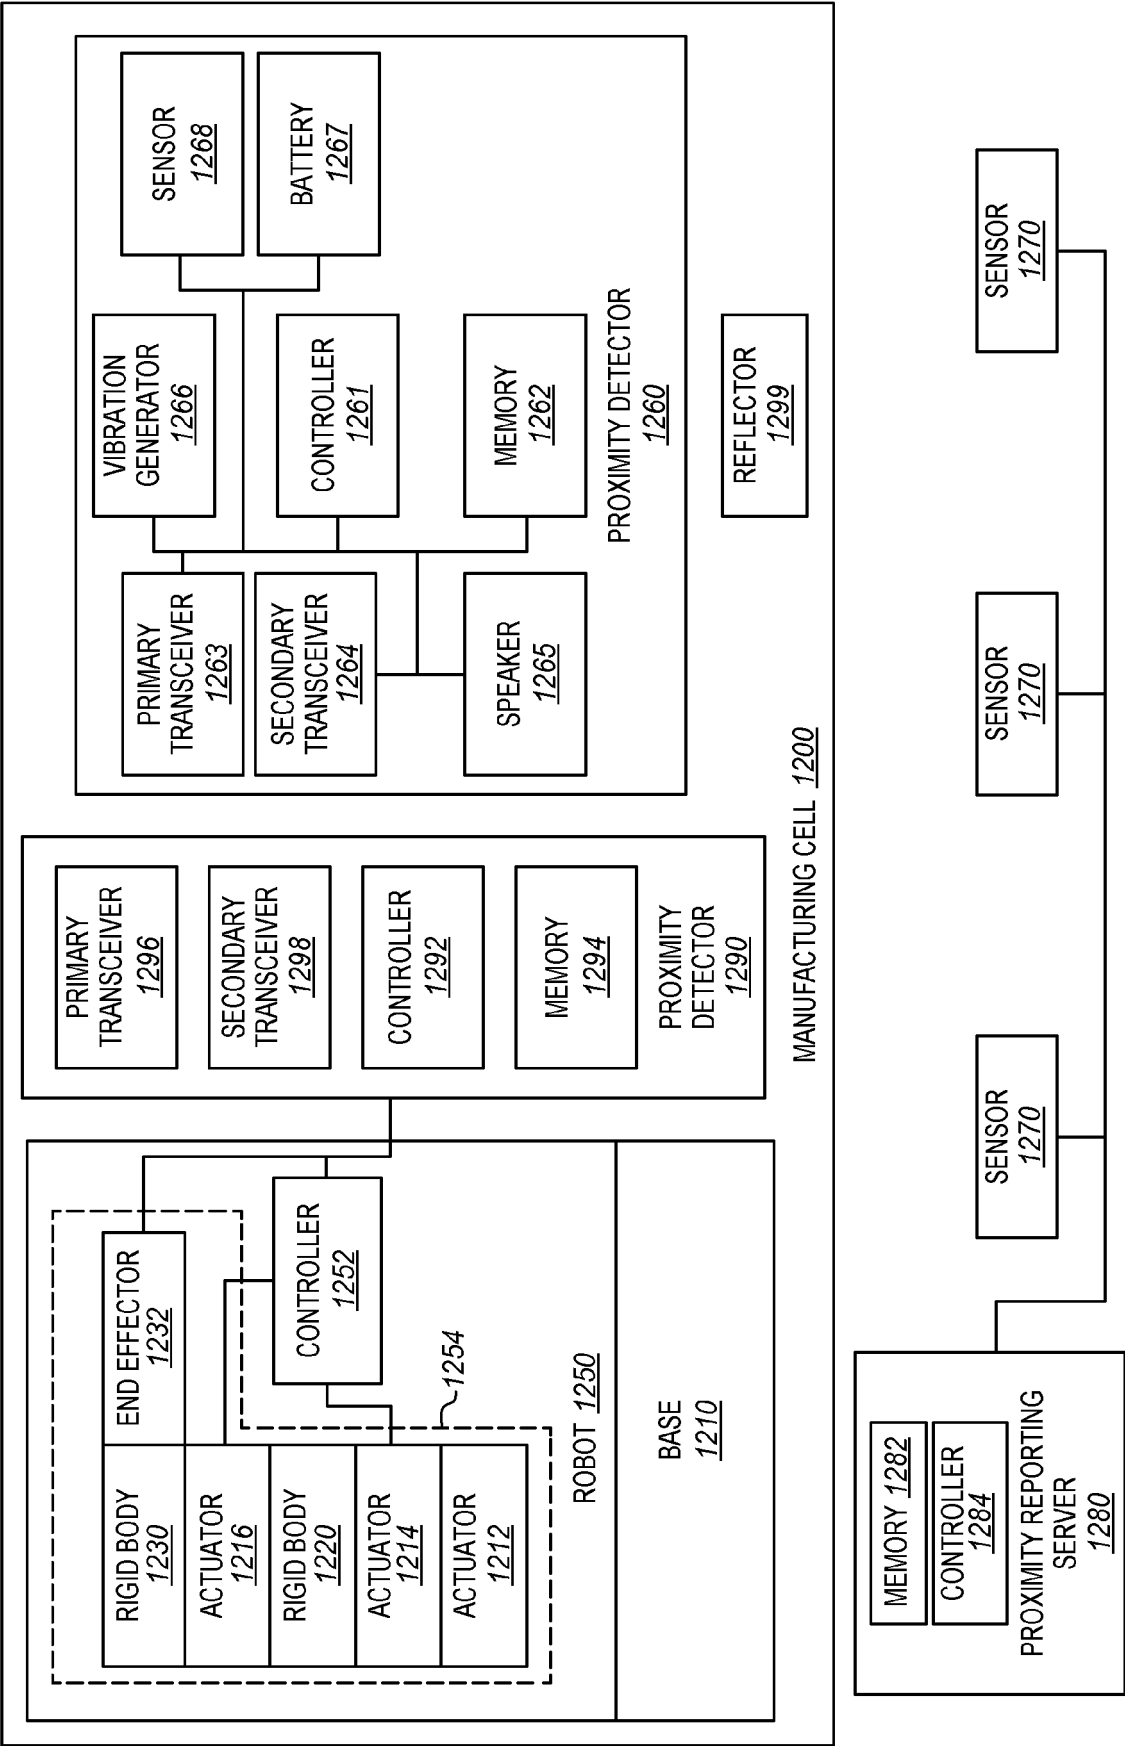 RIGID BODY
1230
END EFFECTOR
1232
ACTUATOR
1216
RIGID BODY
1220
ACTUATOR
1214
ACTUATOR
1212
CONTROLLER
1252
1254
ROBOT 1250
BASE
1210
PRIMARY
TRANSCEIVER
1296
SECONDARY
TRANSCEIVER
1298
CONTROLLER
1292
MEMORY
1294
PROXIMITY
DETECTOR
1290
PRIMARY
TRANSCEIVER
1263
SECONDARY
TRANSCEIVER
1264
SPEAKER
1265
VIBRATION
GENERATOR
1266
CONTROLLER
1261
MEMORY
1262
SENSOR
1268
BATTERY
1267
PROXIMITY DETECTOR
1260
REFLECTOR
1299
MANUFACTURING CELL 1200
MEMORY 1282
CONTROLLER
1284
PROXIMITY REPORTING
SERVER
1280
SENSOR
1270
SENSOR
1270
SENSOR
1270